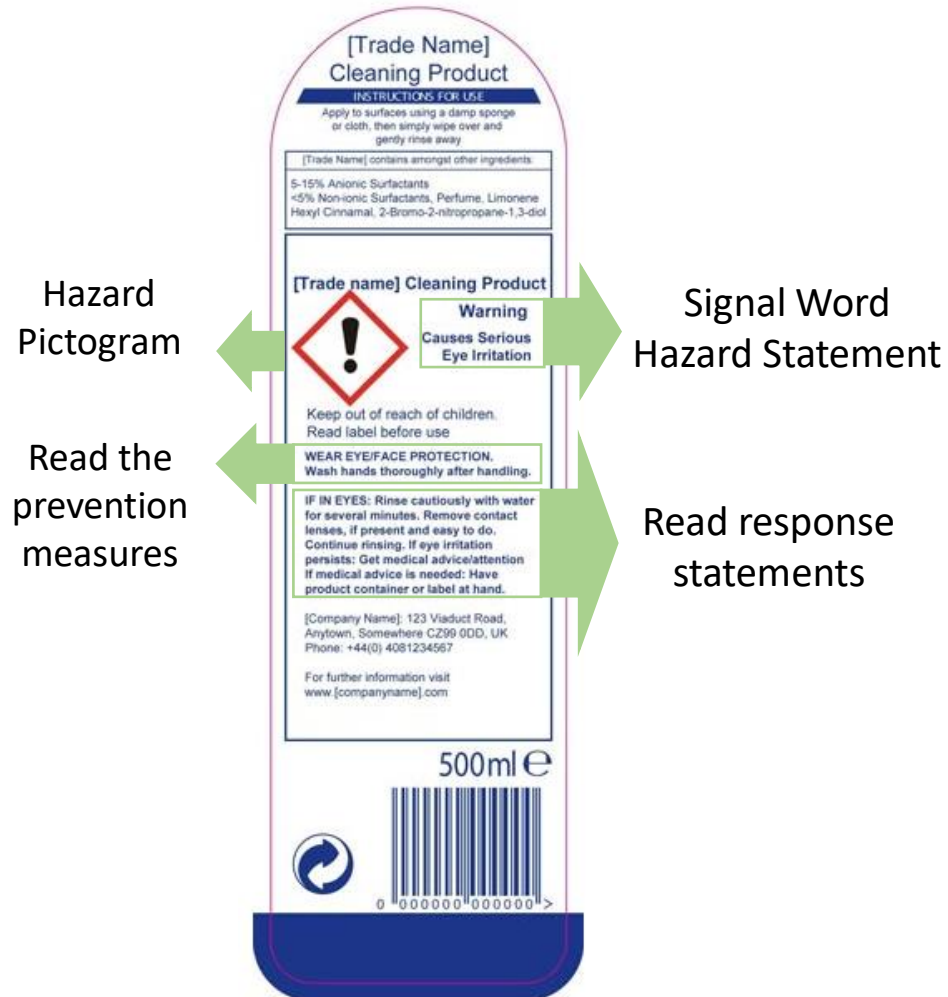 [Trade Name]
Cleaning Product
INSTRUCTIONS FOR USE
Apply to surfaces using a damp sponge
or cloth, then simply wipe over and
gently rinse away
[Trade Name] contains amongst other ingredients:
5-15% Anionic Surfactants
<5% Non-ionic Surfactants, Perfume, Limonene
Hexyl Cinnamal, 2-Bromo-2-nitropropane-1,3-diol
[Trade name] Cleaning Product
Warning
Causes Serious
Eye Irritation
Hazard
Pictogram
Signal Word
Hazard Statement
Keep out of reach of children.
Read label before use
WEAR EYE/FACE PROTECTION.
Wash hands thoroughly after handling.
Read the
prevention
measures
IF IN EYES: Rinse cautiously with water
for several minutes. Remove contact
lenses, if present and easy to do.
Continue rinsing. If eye irritation
persists: Get medical advice/attention
If medical advice is needed: Have
product container or label at hand.
Read response
statements
[Company Name]: 123 Viaduct Road,
Anytown, Somewhere CZ99 0DD, UK
Phone: +44(0) 4081234567
For further information visit
www.[companyname].com
500ml ℮
0 000000 000000 >